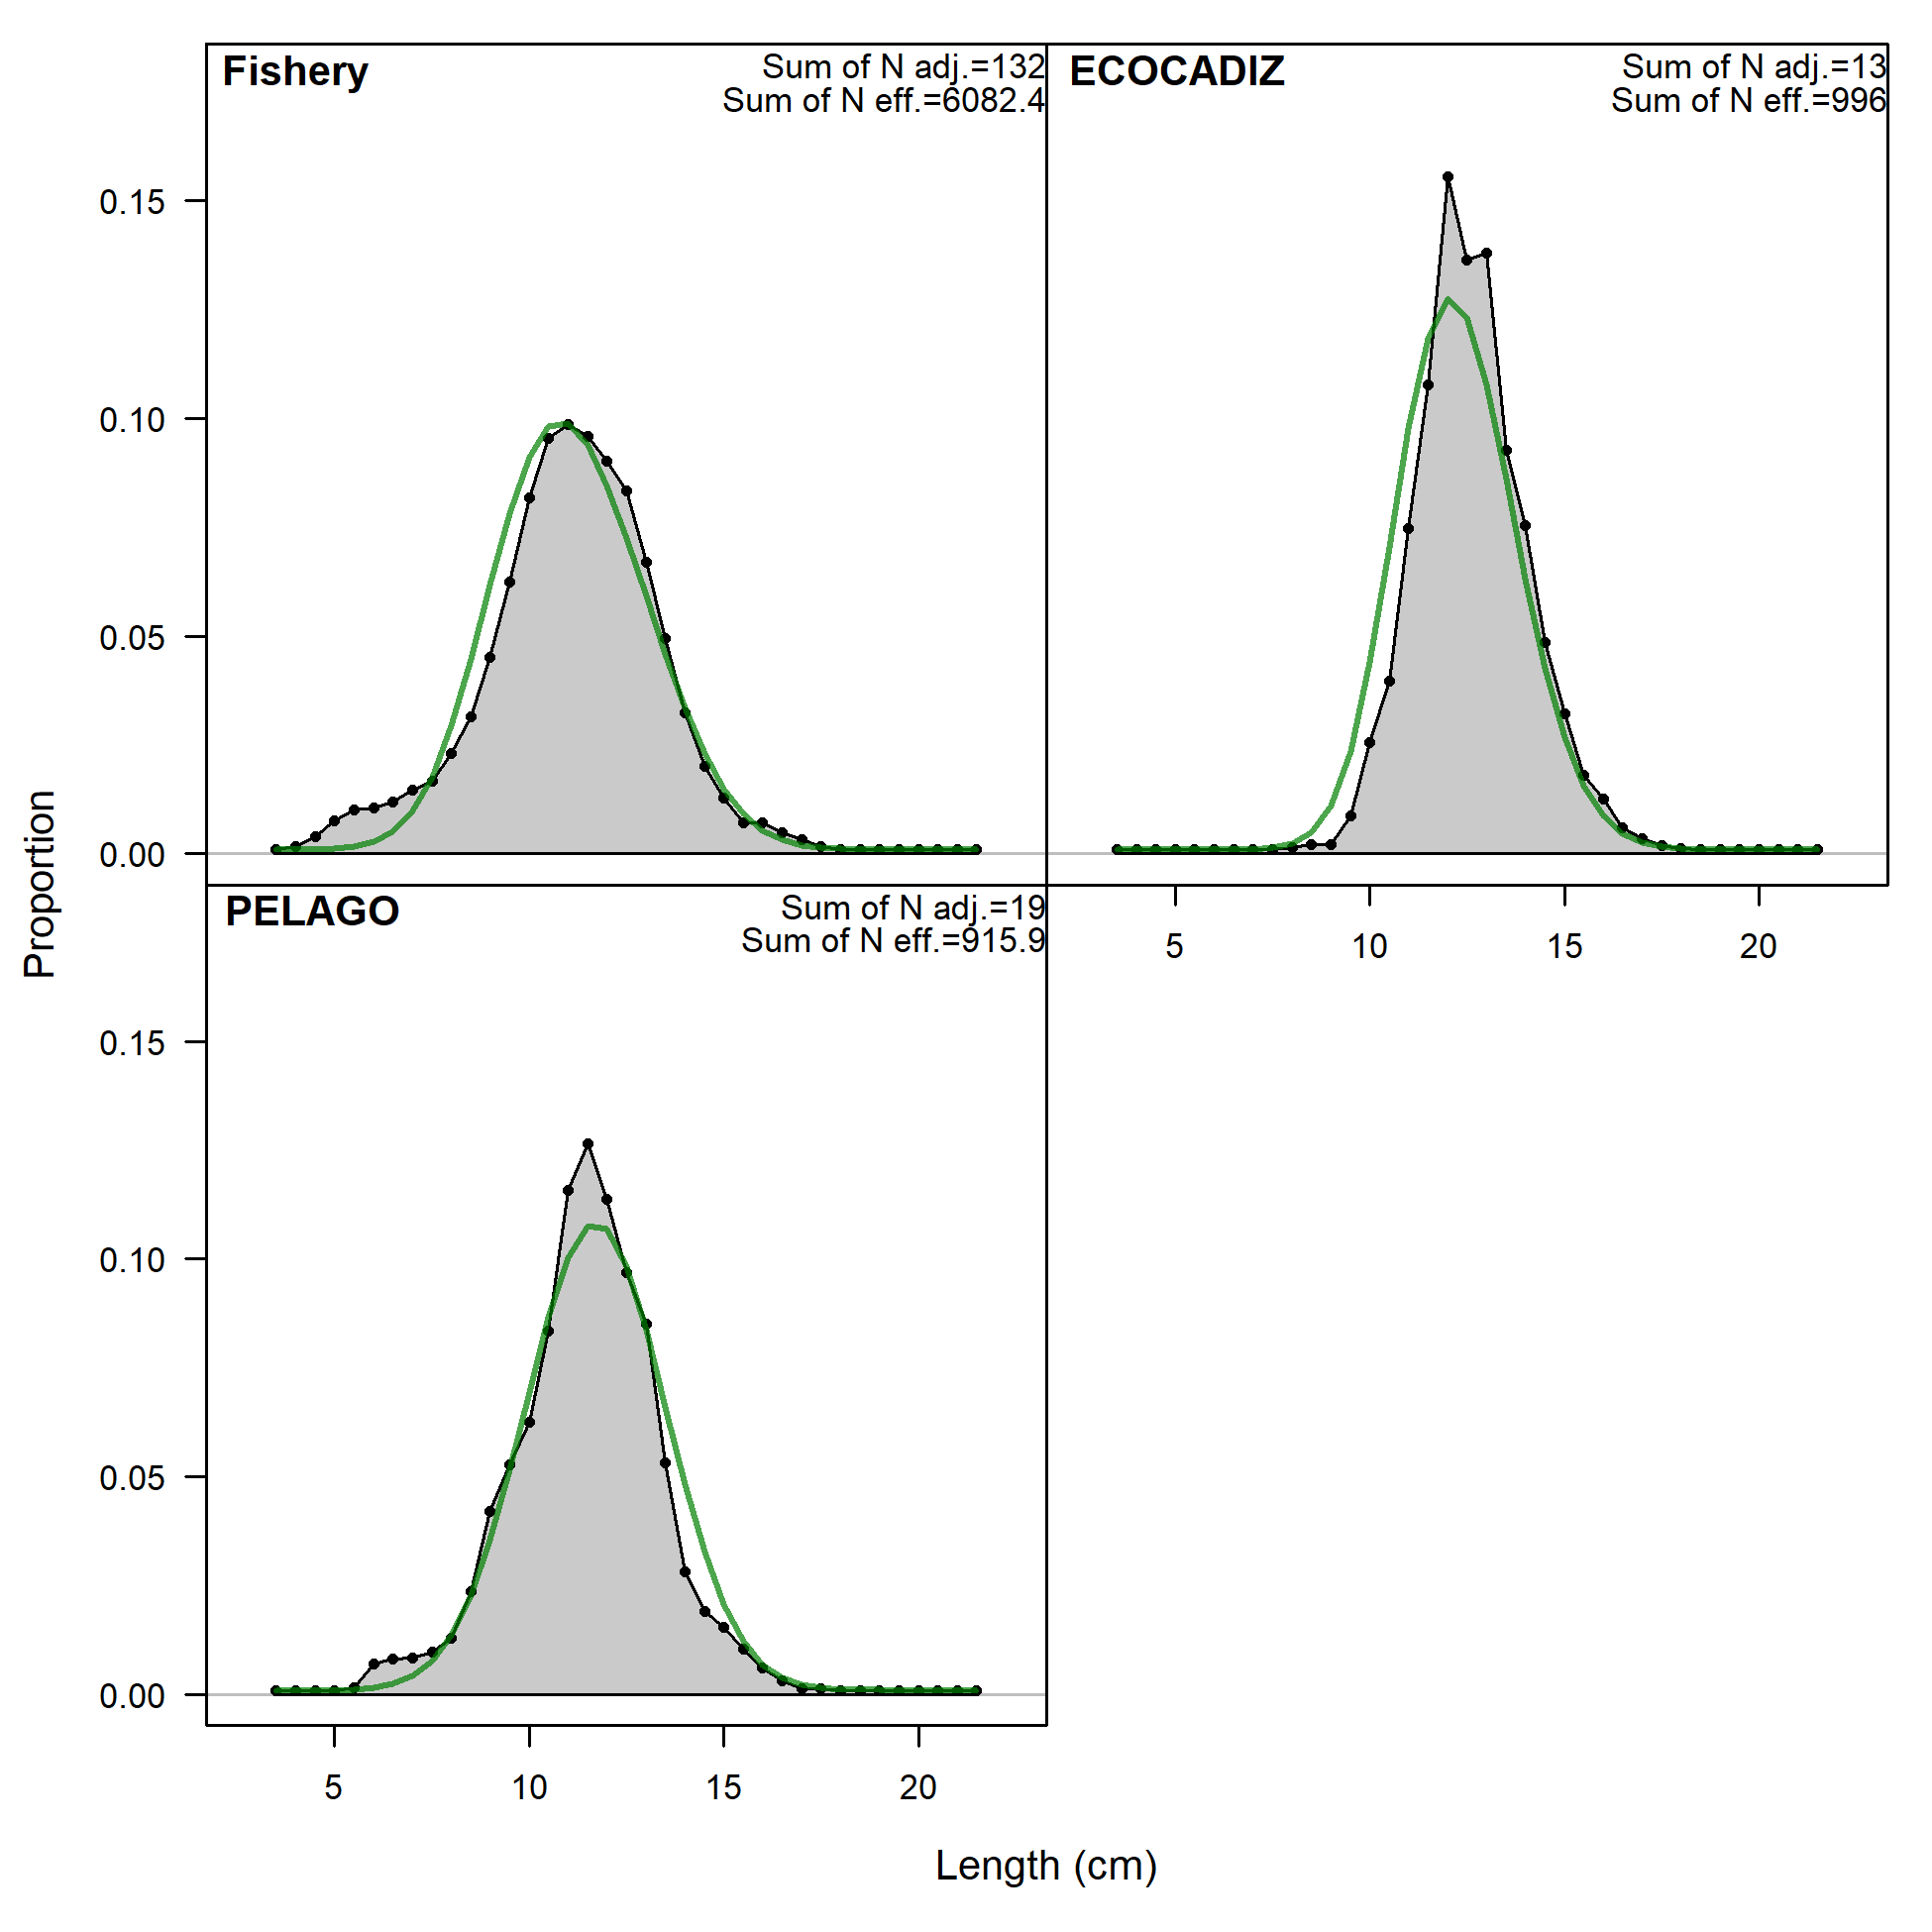 Fishery
Sum of N adj.=132
Sum of N eff.=6082.4
ECOCADIZ
Sum of N adj.=13
Sum of N eff.=996
0.15
0.10
0.05
0.00
5 10 15 20
PELAGO
Sum of N adj.=19
Sum of N eff.=915.9
0.15
0.10
0.05
0.00
5 10 15 20
Proportion
Length (cm)